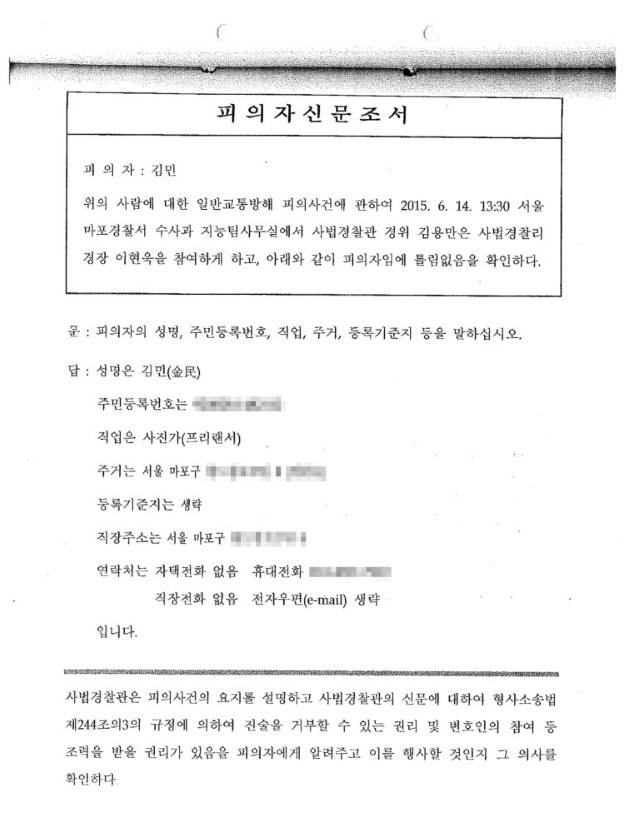 피 의 자 신 문 조 서
피 의 자 : 김민
위의 사람에 대한 일반교통방해 피의사건에 관하여 2015. 6. 14. 13:30 서울
마포경찰서 수사과 지능팀사무실에서 사법경찰관 경위 김용만은 사법경찰리
경장 이현욱을 참여하게 하고, 아래와 같이 피의자임에 틀림없음을 확인하다.
문 : 피의자의 성명, 주민등록번호, 직업, 주거, 등록기준지 등을 말하십시오.
답 : 성명은 김민(金民)
주민등록번호는
직업은 사진가(프리랜서)
주거는 서울 마포구
등록기준지는 생략
직장주소는 서울 마포구
연락처는 자택전화 없음 휴대전화
직장전화 없음 전자우편(e-mail) 생략
입니다.
사법경찰관은 피의사건의 요지를 설명하고 사법경찰관의 신문에 대하여 형사소송법
제244조의3의 규정에 의하여 진술을 거부할 수 있는 권리 및 변호인의 참여 등
조력을 받을 권리가 있음을 피의자에게 알려주고 이를 행사할 것인지 그 의사를
확인하다.